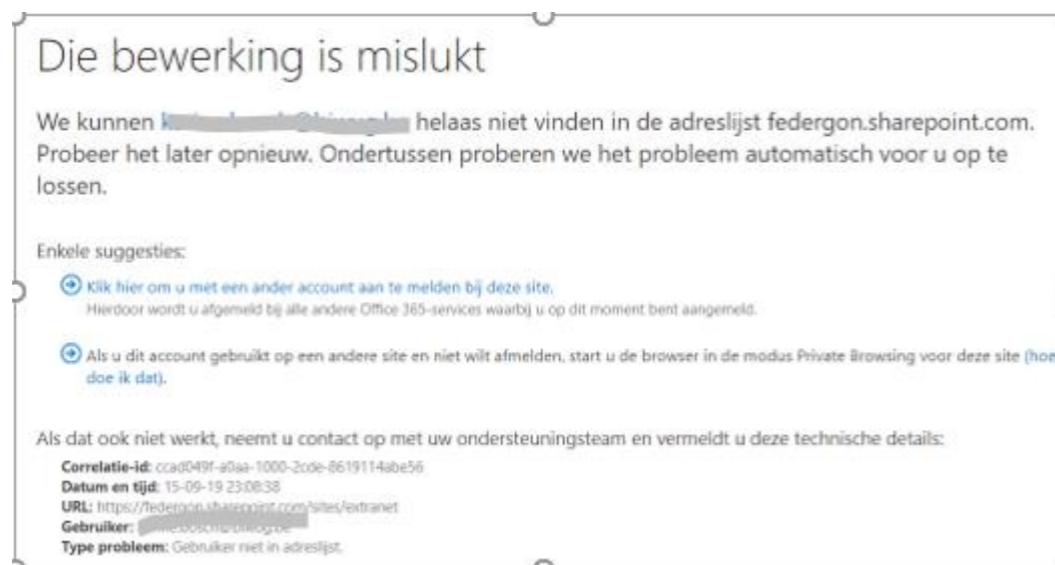 Die bewerking is mislukt
We kunnen helaas niet vinden in de adreslijst federgon.sharepoint.com.
Probeer het later opnieuw. Ondertussen proberen we het probleem automatisch voor u op te
lossen.
Enkele suggesties:
Klik hier om u met een ander account aan te melden bij deze site.
Hierdoor wordt u afgemeld bij alle andere Office 365-services waarbij u op dit moment bent aangemeld.
Als u dit account gebruikt op een andere site en niet wilt afmelden, start u de browser in de modus Private Browsing voor deze site (hoe
doe ik dat).
Als dat ook niet werkt, neemt u contact op met uw ondersteuningsteam en vermeldt u deze technische details:
Correlatie-id: ccad049f-a0aa-1000-2cde-8619114abe56
Datum en tijd: 15-09-19 23:08:38
URL: https://federgon.sharepoint.com/sites/extranet
Gebruiker:
Type probleem: Gebruiker niet in adreslijst.